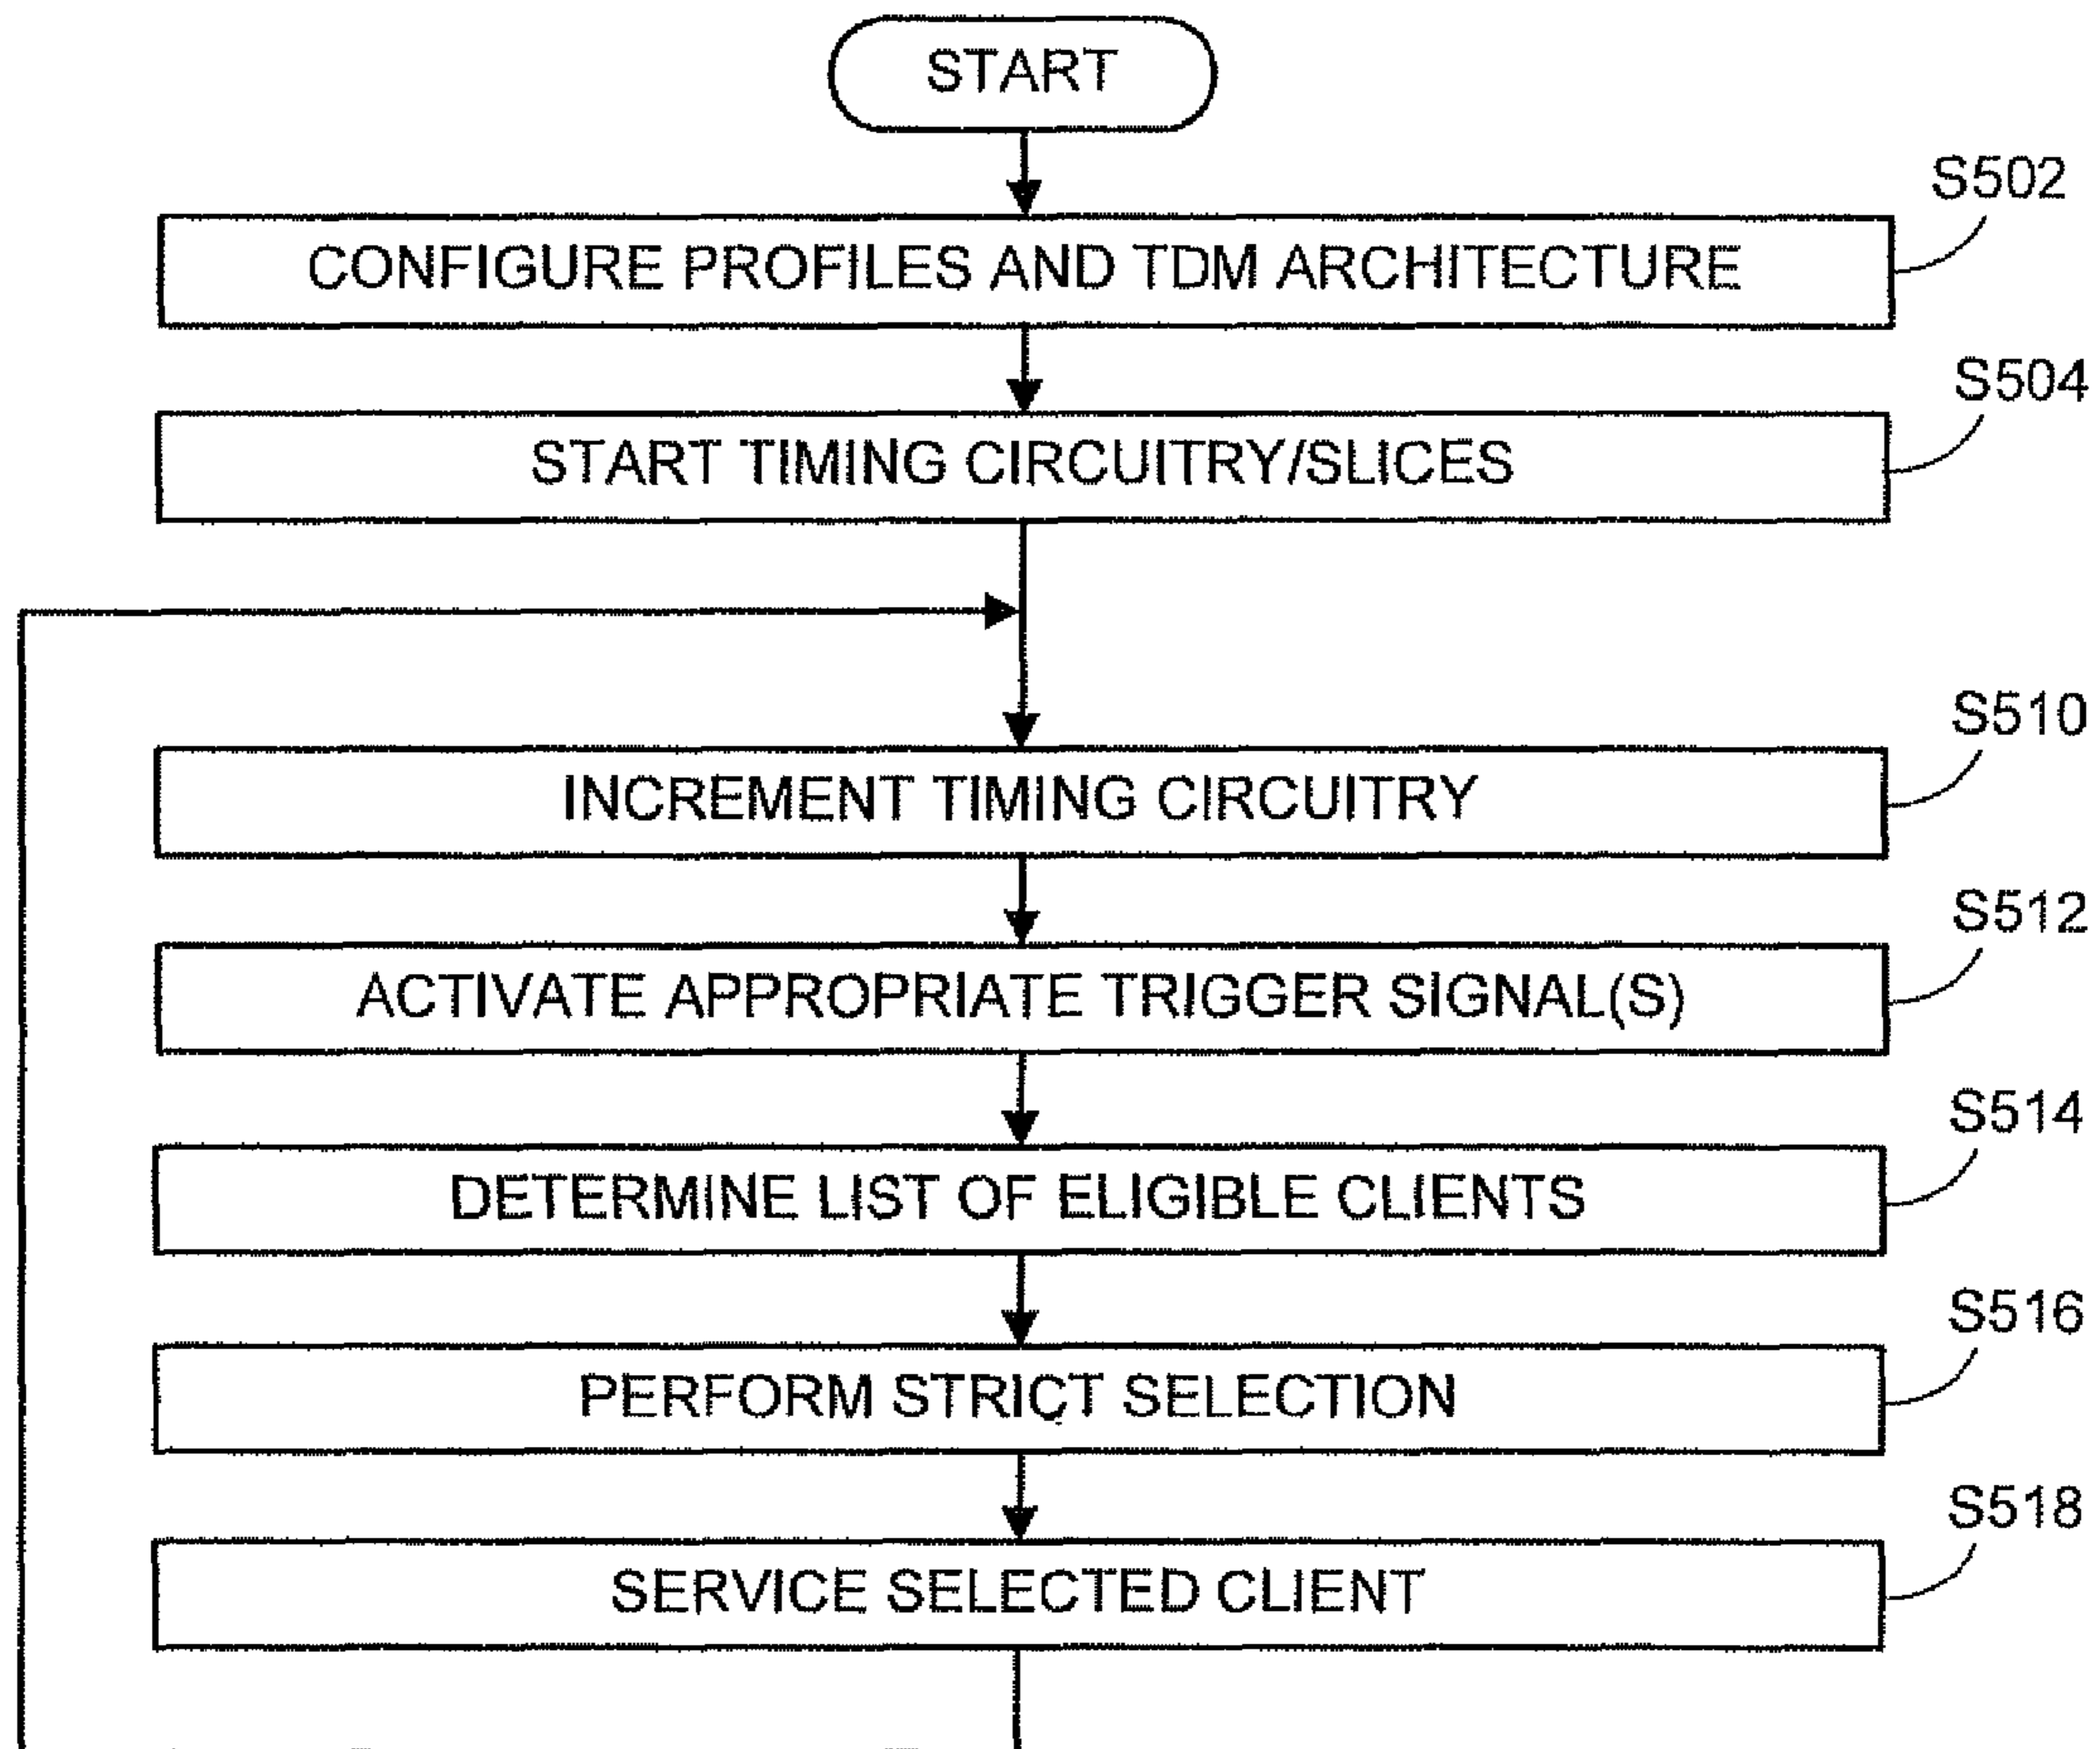 START
S502
CONFIGURE PROFILES AND TDM ARCHITECTURE
S504
START TIMING CIRCUITRY/SLICES
S510
INCREMENT TIMING CIRCUITRY
S512
ACTIVATE APPROPRIATE TRIGGER SIGNAL(S)
S514
DETERMINE LIST OF ELIGIBLE CLIENTS
S516
PERFORM STRICT SELECTION
S518
SERVICE SELECTED CLIENT